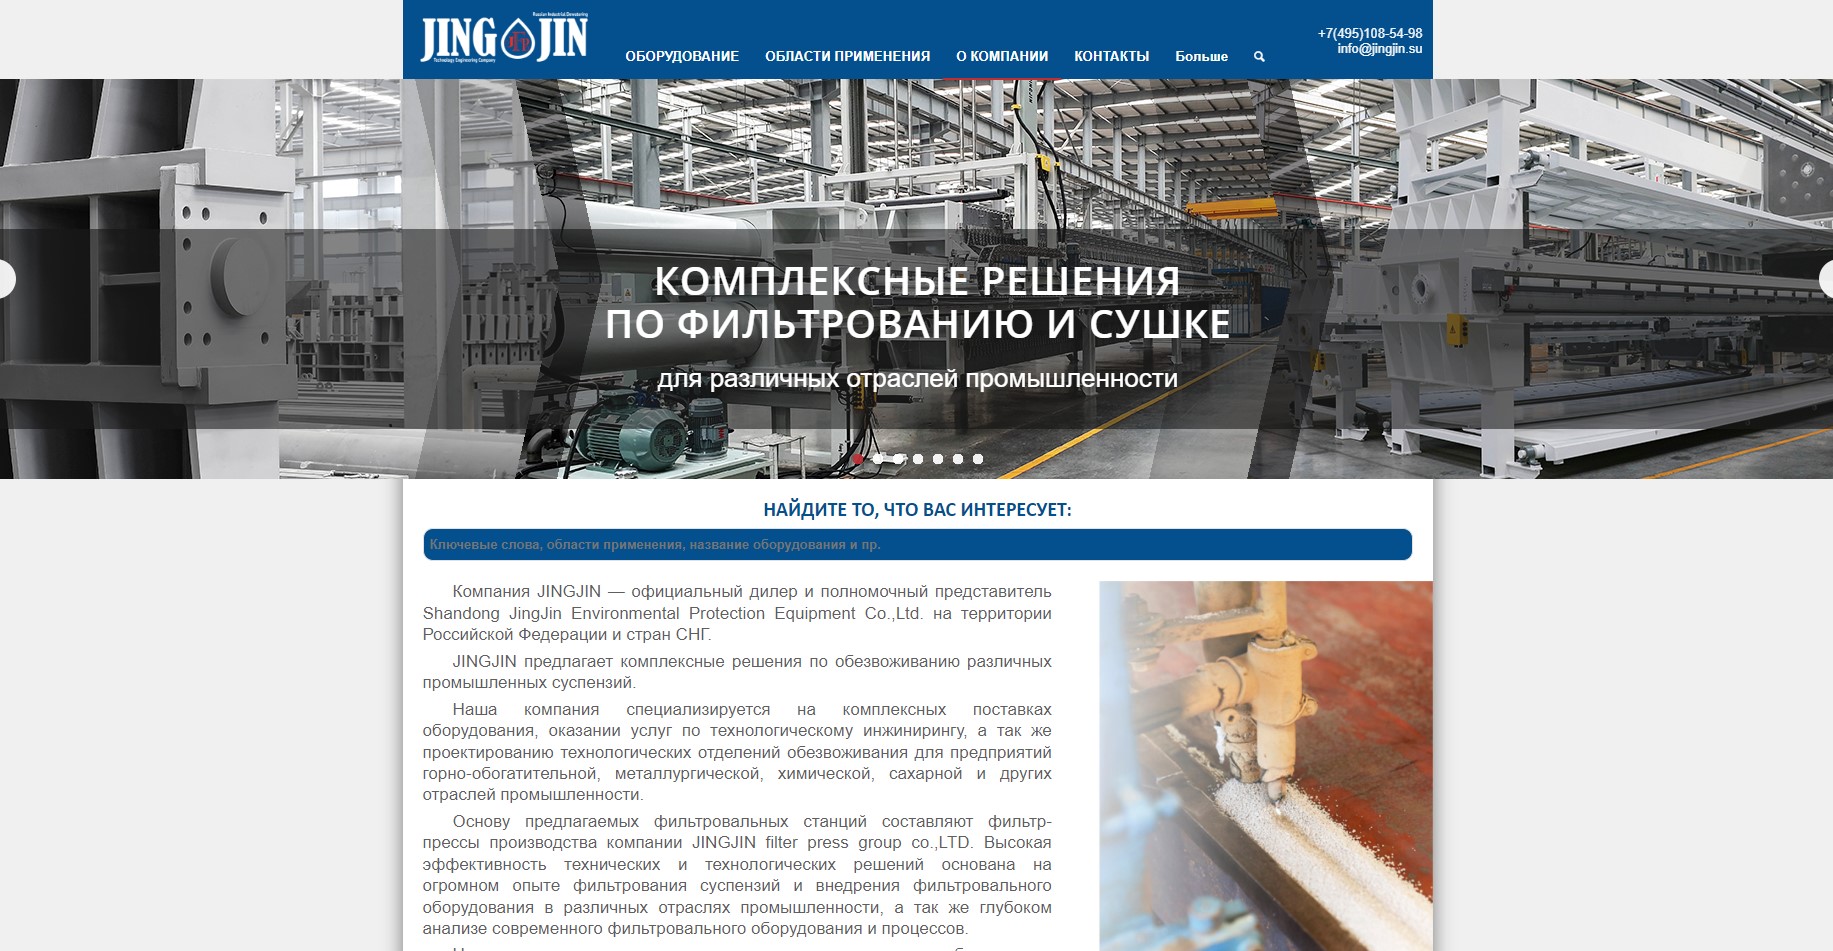 Russian Industrial Dewatering
JING JIN
Technology Engineering Company
ОБОРУДОВАНИЕ ОБЛАСТИ ПРИМЕНЕНИЯ О КОМПАНИИ КОНТАКТЫ Больше
+7(495)108-54-98
info@jingjin.su
КОМПЛЕКСНЫЕ РЕШЕНИЯ
ПО ФИЛЬТРОВАНИЮ И СУШКЕ
для различных отраслей промышленности
НАЙДИТЕ ТО, ЧТО ВАС ИНТЕРЕСУЕТ:
Ключевые слова, области применения, название оборудования и пр.
Компания JINGJIN — официальный дилер и полномочный представитель
Shandong JingJin Environmental Protection Equipment Co.,Ltd. на территории
Российской Федерации и стран СНГ.
JINGJIN предлагает комплексные решения по обезвоживанию различных
промышленных суспензий.
Наша компания специализируется на комплексных поставках
оборудования, оказании услуг по технологическому инжинирингу, а так же
проектированию технологических отделений обезвоживания для предприятий
горно-обогатительной, металлургической, химической, сахарной и других
отраслей промышленности.
Основу предлагаемых фильтровальных станций составляют фильтр-
прессы производства компании JINGJIN filter press group co.,LTD. Высокая
эффективность технических и технологических решений основана на
огромном опыте фильтрования суспензий и внедрения фильтровального
оборудования в различных отраслях промышленности, а так же глубоком
анализе современного фильтровального оборудования и процессов.